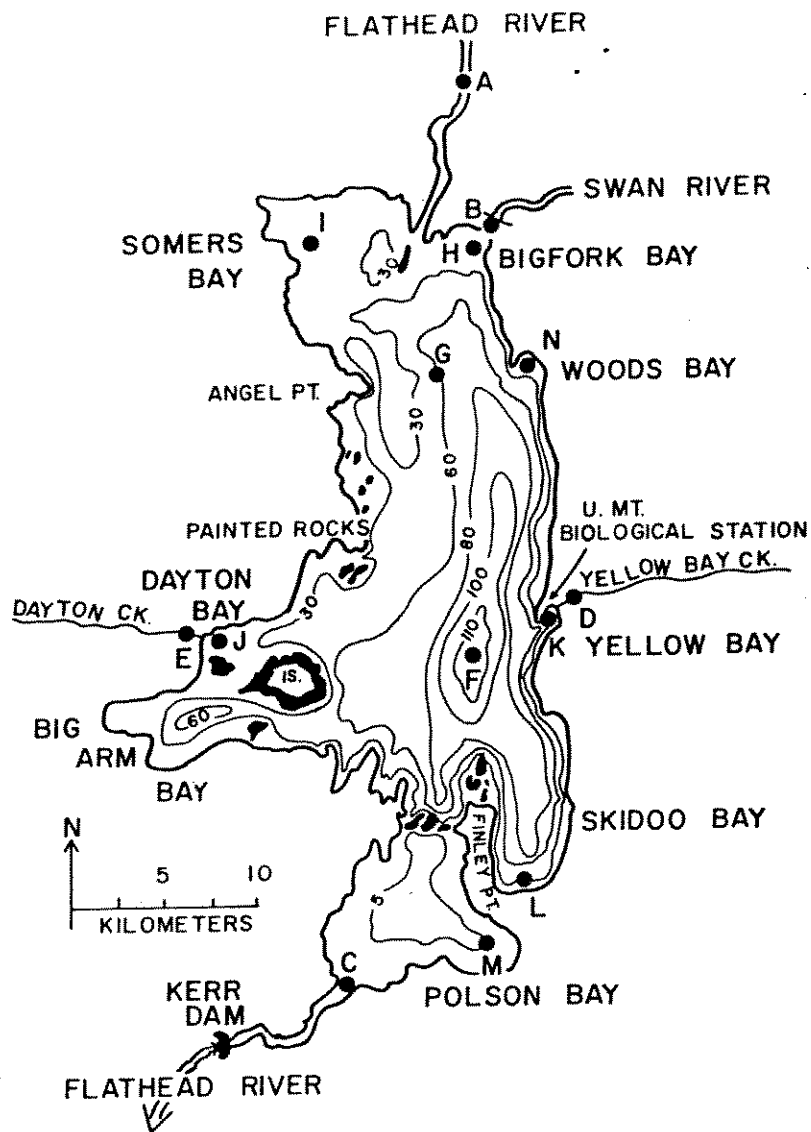 FLATHEAD RIVER
A
SWAN RIVER
B
I
SOMERS
BAY
30
H
BIGFORK BAY
G
N
WOODS BAY
ANGEL PT.
30
60
U. MT.
BIOLOGICAL STATION
PAINTED ROCKS
80
100
YELLOW BAY CK.
DAYTON
BAY
30
DAYTON CK.
D
110
E
J
K
YELLOW BAY
F
IS.
60
BIG
ARM
BAY
SKIDOO BAY
FINLEY PT.
N
5
10
KILOMETERS
L
5
M
C
POLSON BAY
KERR
DAM
FLATHEAD RIVER